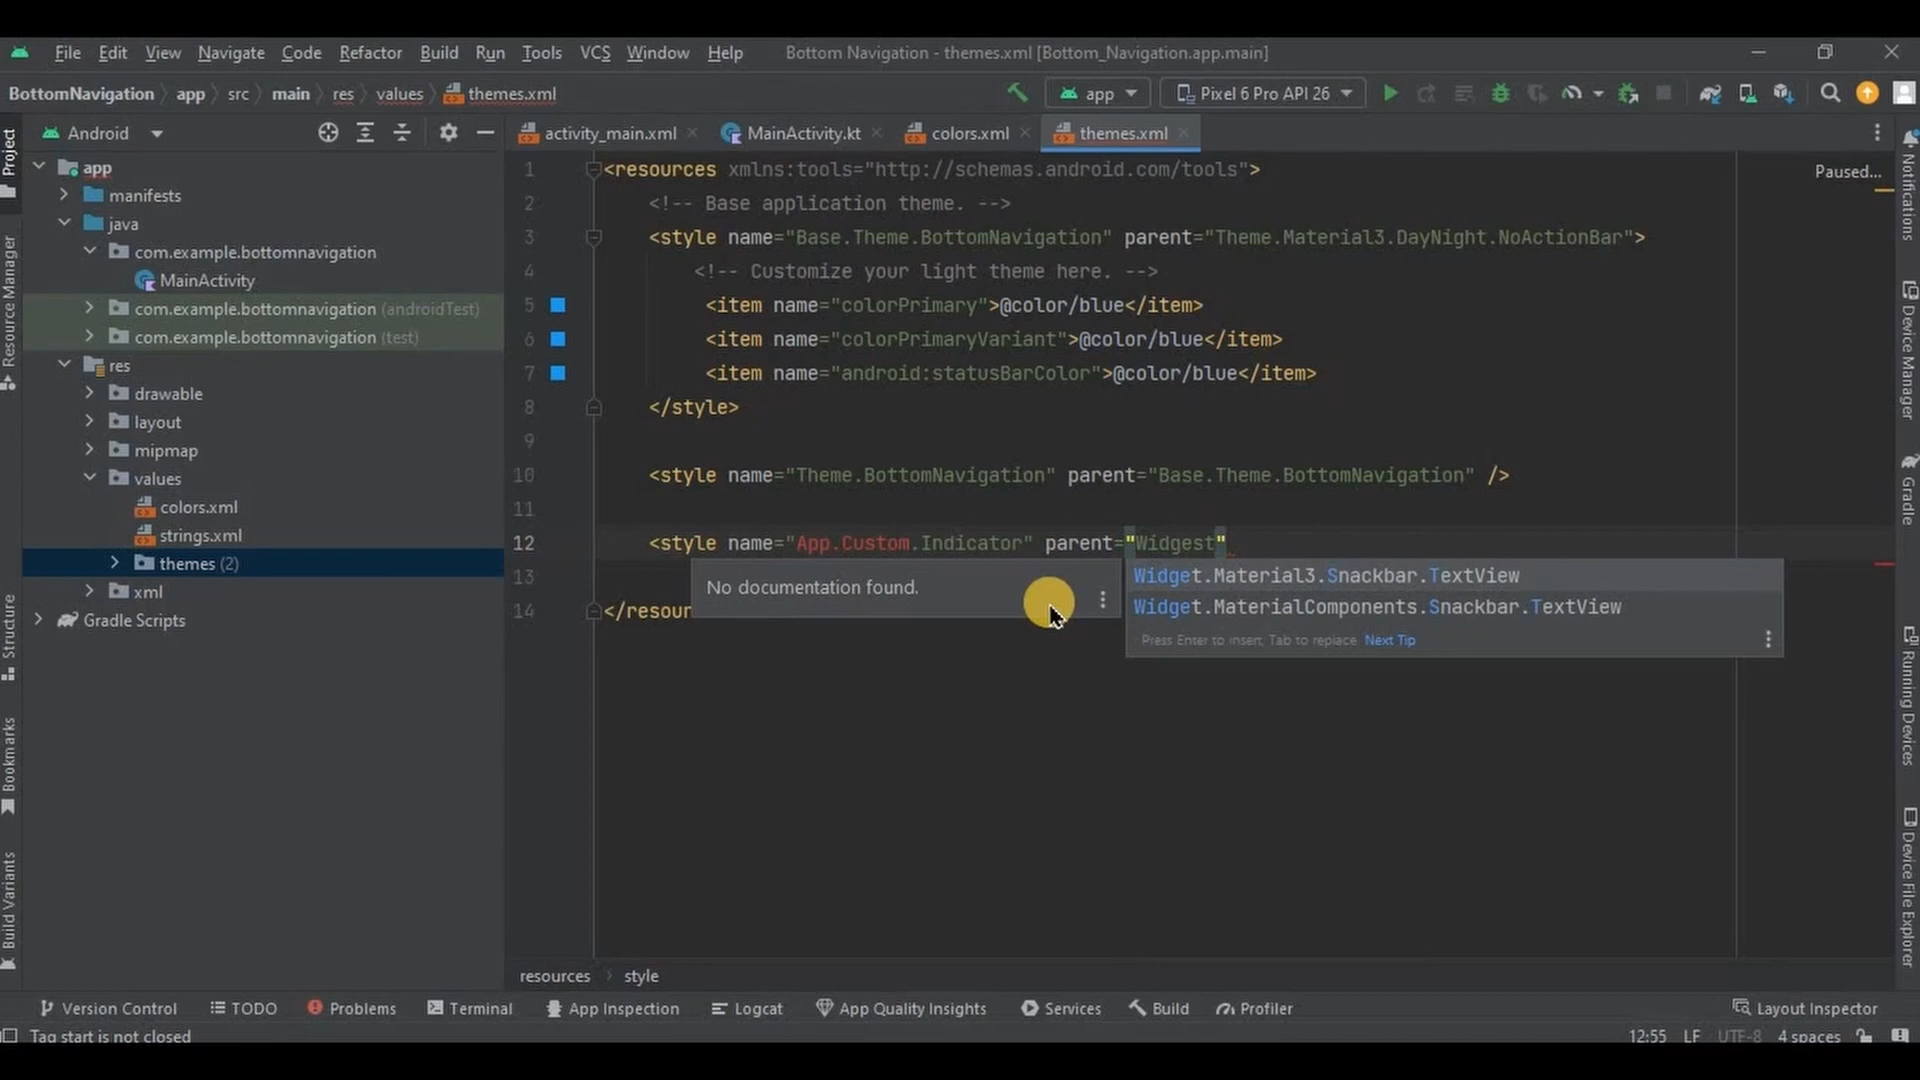 File Edit View Navigate Code Refactor Build Run Tools VCS Window Help Bottom Navigation - themes.xml [Bottom_Navigation.app.main]
BottomNavigation app src main res values themes.xml app Pixel 6 Pro API 26
Project
Android
activity_main.xml MainActivity.kt colors.xml themes.xml
app
manifests
java
com.example.bottomnavigation
MainActivity
com.example.bottomnavigation (androidTest)
com.example.bottomnavigation (test)
res
drawable
layout
mipmap
values
colors.xml
strings.xml
themes (2)
xml
Gradle Scripts
Resource Manager
Structure
Bookmarks
Build Variants
1 <resources xmlns:tools="http://schemas.android.com/tools">
2 <!-- Base application theme. -->
3 <style name="Base.Theme.BottomNavigation" parent="Theme.Material3.DayNight.NoActionBar">
4 <!-- Customize your light theme here. -->
5 <item name="colorPrimary">@color/blue</item>
6 <item name="colorPrimaryVariant">@color/blue</item>
7 <item name="android:statusBarColor">@color/blue</item>
8 </style>
9
10 <style name="Theme.BottomNavigation" parent="Base.Theme.BottomNavigation" />
11
12 <style name="App.Custom.Indicator" parent="Widgest"
13
14 </resour
No documentation found.
Widget.Material3.Snackbar.TextView
Widget.MaterialComponents.Snackbar.TextView
Press Enter to insert, Tab to replace Next Tip
Paused...
Notifications
Device Manager
Gradle
Running Devices
Device File Explorer
resources style
Version Control TODO Problems Terminal App Inspection Logcat App Quality Insights Services Build Profiler Layout Inspector
Tag start is not closed 12:55 LF UTF-8 4 spaces